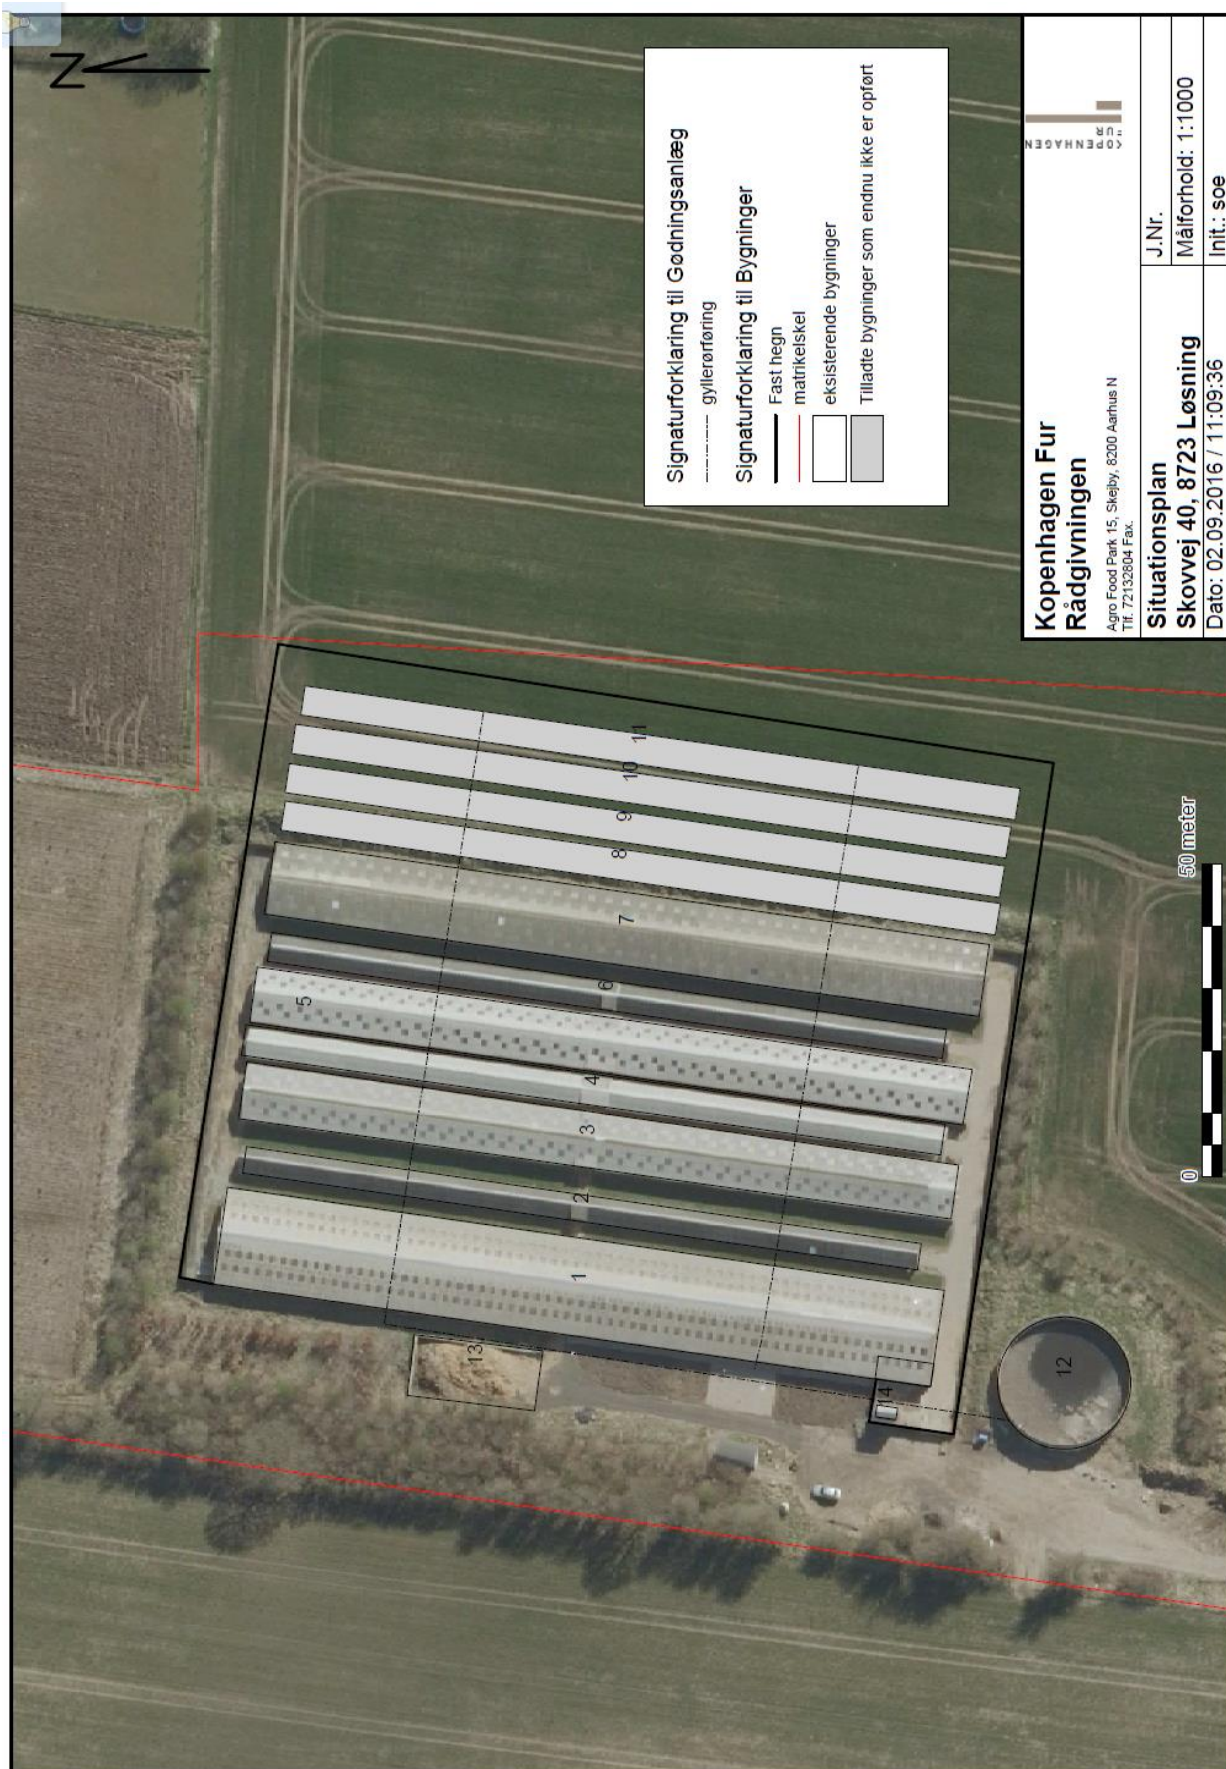 N
Signaturforklaring til Gødningsanlæg
gyllerørføring
Signaturforklaring til Bygninger
Fast hegn
matrikelskel
eksisterende bygninger
Tilladte bygninger som endnu ikke er opført
1
2
3
4
5
6
7
8
9
10
11
12
13
14
0
50 meter
Kopenhagen Fur
Rådgivningen
KOPENHAGEN
FUR
Agro Food Park 15, Skejby, 8200 Aarhus N
Tlf. 72132804 Fax.
Situationsplan
J.Nr.
Skovvej 40, 8723 Løsning
Målforhold: 1:1000
Dato: 02.09.2016 / 11:09:36
Init.: soe